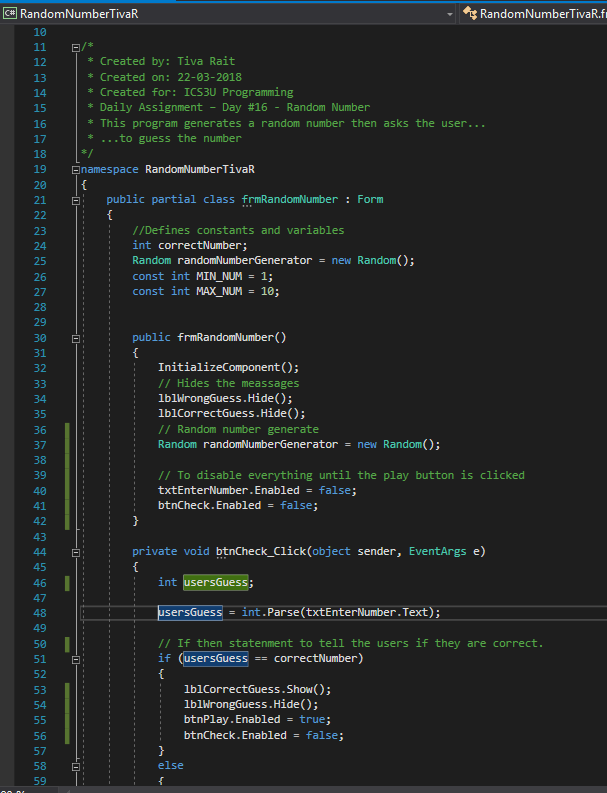 C# RandomNumberTivaR RandomNumberTivaR.fr
10
11 /*
12 * Created by: Tiva Rait
13 * Created on: 22-03-2018
14 * Created for: ICS3U Programming
15 * Daily Assignment – Day #16 - Random Number
16 * This program generates a random number then asks the user...
17 * ...to guess the number
18 */
19 namespace RandomNumberTivaR
20 {
21 public partial class frmRandomNumber : Form
22 {
23 //Defines constants and variables
24 int correctNumber;
25 Random randomNumberGenerator = new Random();
26 const int MIN_NUM = 1;
27 const int MAX_NUM = 10;
28
29
30 public frmRandomNumber()
31 {
32 InitializeComponent();
33 // Hides the meassages
34 lblWrongGuess.Hide();
35 lblCorrectGuess.Hide();
36 // Random number generate
37 Random randomNumberGenerator = new Random();
38
39 // To disable everything until the play button is clicked
40 txtEnterNumber.Enabled = false;
41 btnCheck.Enabled = false;
42 }
43
44 private void btnCheck_Click(object sender, EventArgs e)
45 {
46 int usersGuess;
47
48 usersGuess = int.Parse(txtEnterNumber.Text);
49
50 // If then statenment to tell the users if they are correct.
51 if (usersGuess == correctNumber)
52 {
53 lblCorrectGuess.Show();
54 lblWrongGuess.Hide();
55 btnPlay.Enabled = true;
56 btnCheck.Enabled = false;
57 }
58 else
59 {